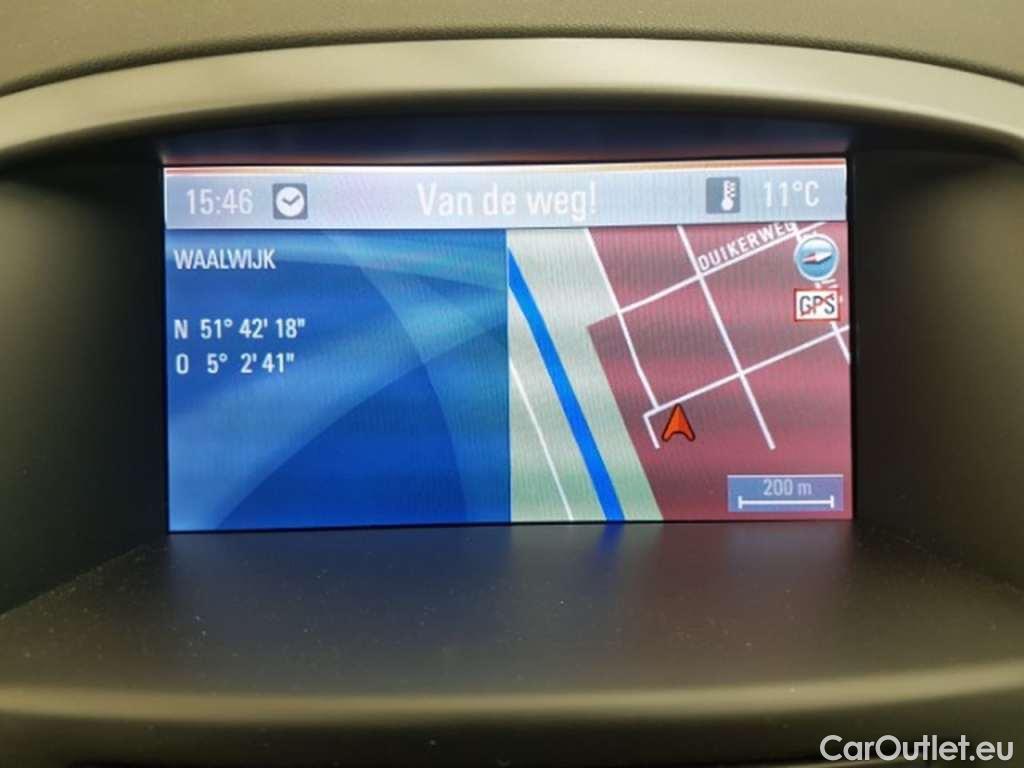 15:46 Van de weg! 11°C
WAALWIJK
N 51° 42' 18"
O 5° 2' 41"
DUIKERWEG
GPS
200 m
CarOutlet.eu